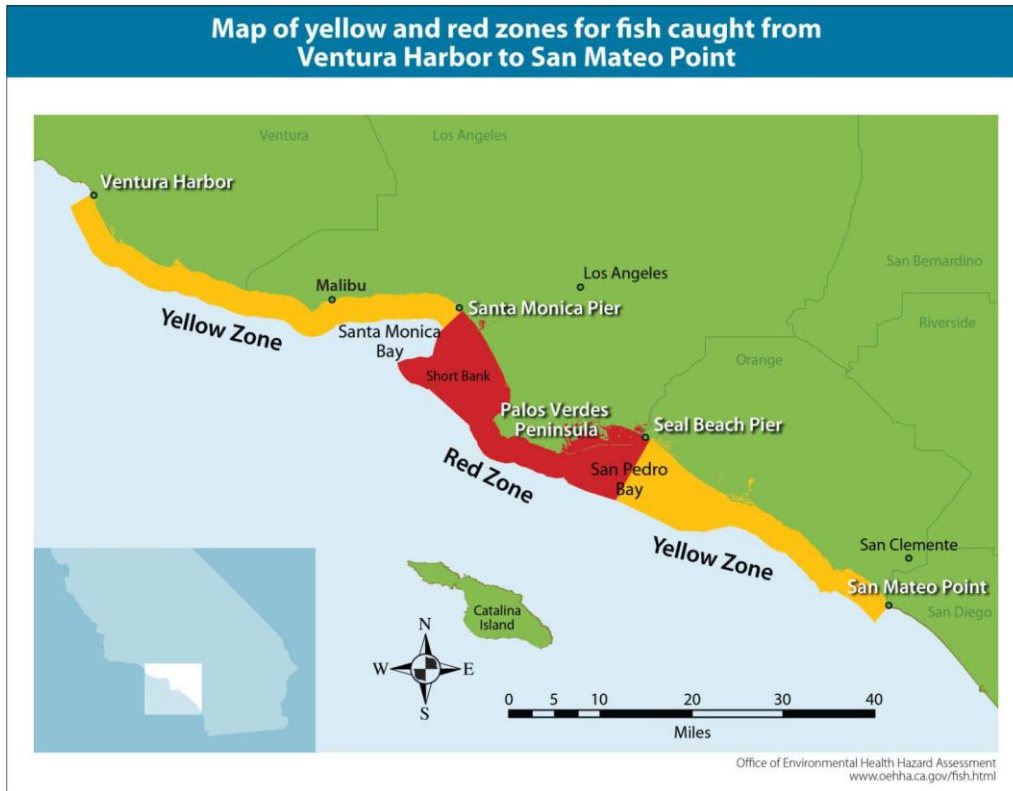 Map of yellow and red zones for fish caught from
Ventura Harbor to San Mateo Point
Ventura
Los Angeles
Ventura Harbor
San Bernardino
Los Angeles
Malibu
Santa Monica Pier
Riverside
Yellow Zone
Santa Monica
Bay
Orange
Short Bank
Palos Verdes
Peninsula
Seal Beach Pier
Red Zone
San Pedro
Bay
Yellow Zone
San Clemente
San Mateo Point
San Diego
Catalina
Island
N
W
E
S
0 5 10 20 30 40
Miles
Office of Environmental Health Hazard Assessment
www.oehha.ca.gov/fish.html